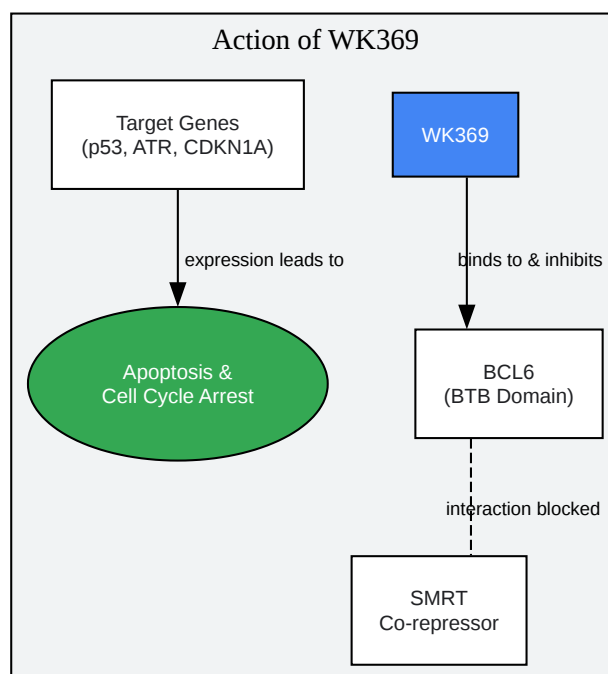 Action of WK369
Target Genes
(p53, ATR, CDKN1A)
WK369
expression leads to
binds to & inhibits
Apoptosis &
Cell Cycle Arrest
BCL6
(BTB Domain)
interaction blocked
SMRT
Co-repressor